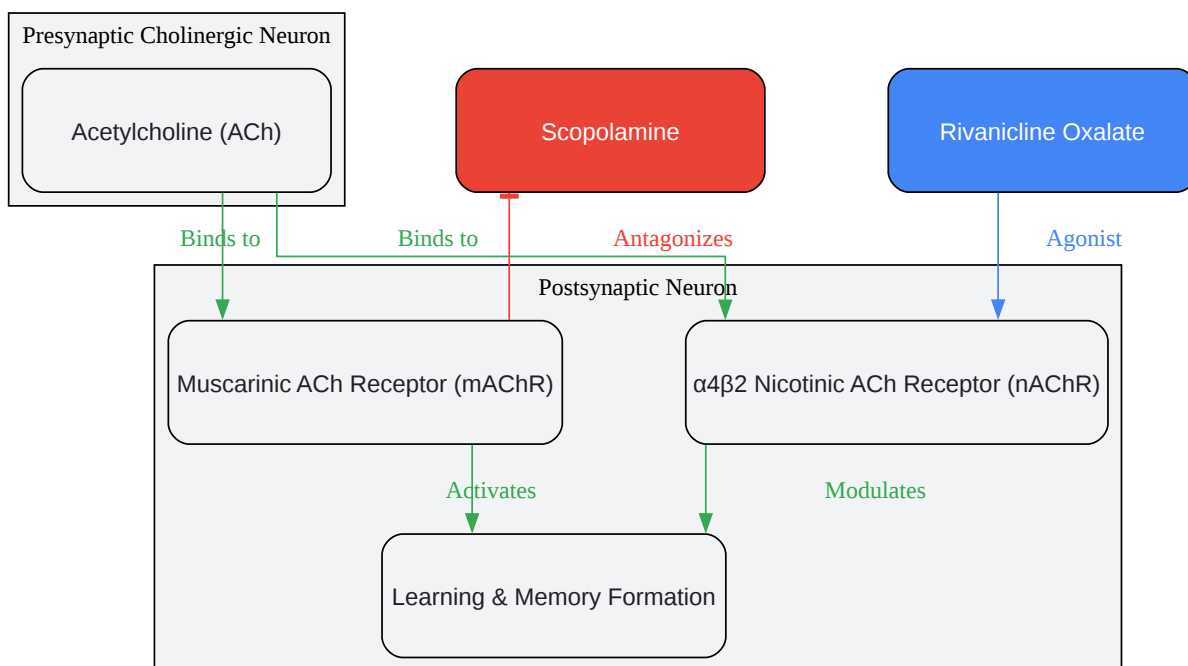 Presynaptic Cholinergic Neuron
Acetylcholine (ACh)
Scopolamine
Rivanicline Oxalate
Binds to
Binds to
Antagonizes
Agonist
Postsynaptic Neuron
Muscarinic ACh Receptor (mAChR)
α4β2 Nicotinic ACh Receptor (nAChR)
Activates
Modulates
Learning & Memory Formation